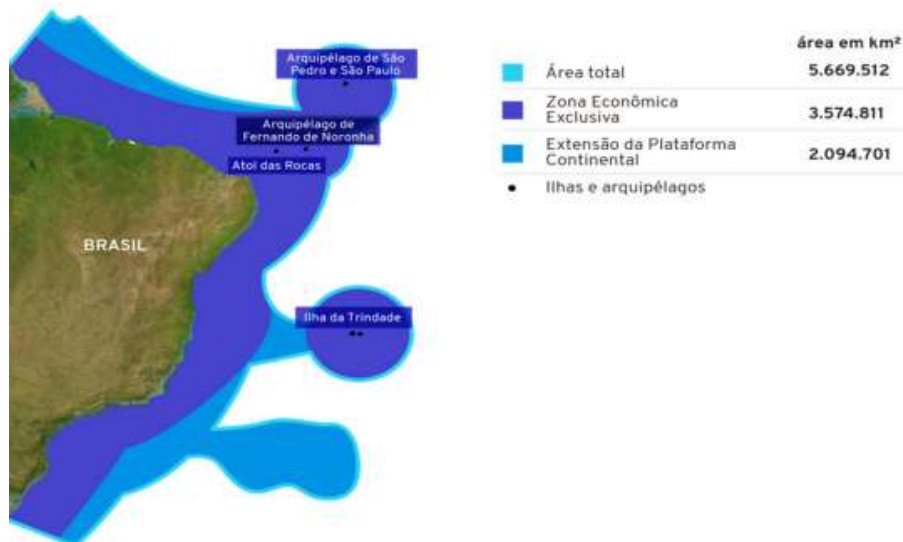 Arquipélago de São
Pedro e São Paulo
Arquipélago de
Fernando de Noronha
Atol das Rocas
BRASIL
Ilha da Trindade
área em km²
Área total 5.669.512
Zona Econômica
Exclusiva 3.574.811
Extensão da Plataforma
Continental 2.094.701
Ilhas e arquipélagos